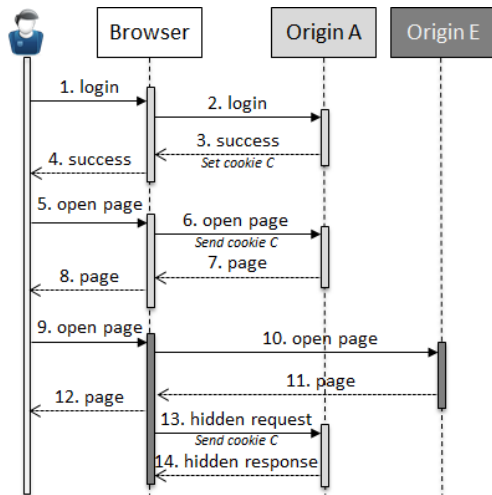 Browser
Origin A
Origin E
1. login
2. login
3. success
Set cookie C
4. success
5. open page
6. open page
Send cookie C
7. page
8. page
9. open page
10. open page
11. page
12. page
13. hidden request
Send cookie C
14. hidden response